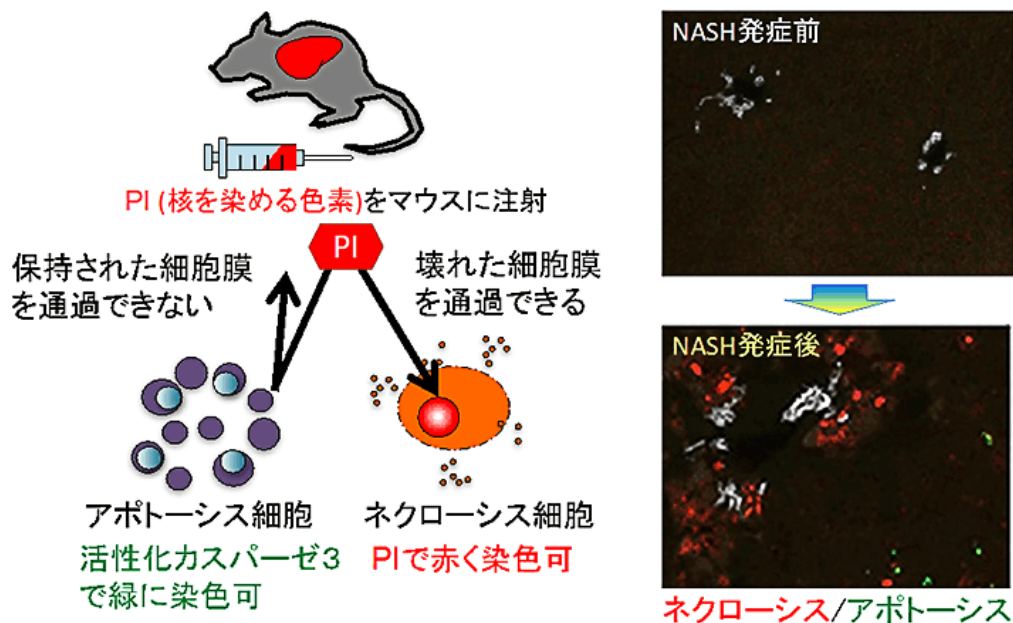 PI (核を染める色素)をマウスに注射
PI
保持された細胞膜
を通過できない
壊れた細胞膜
を通過できる
アポトーシス細胞
活性化カスパーゼ3
で緑に染色可
ネクローシス細胞
PIで赤く染色可
NASH発症前
NASH発症後
ネクローシス/アポトーシス